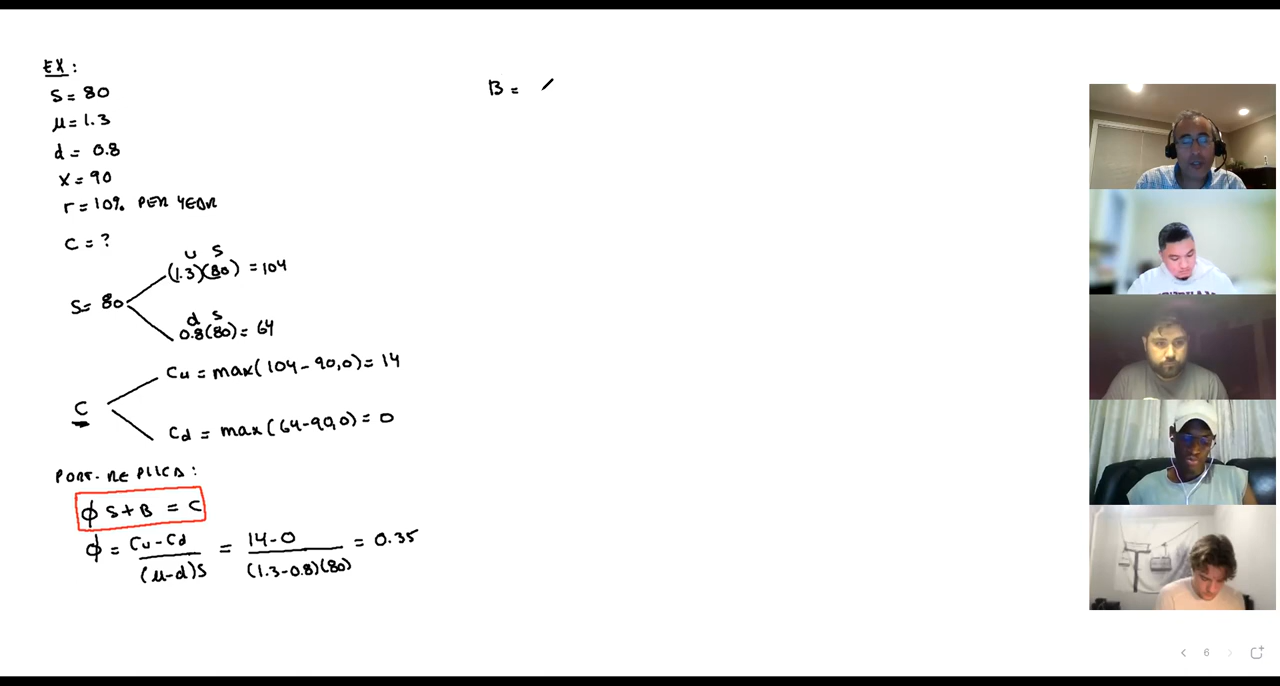 EX:
S = 80
μ = 1.3
d = 0.8
X = 90
r = 10% PER YEAR
C = ?
u S
S = 80 (1.3)(80) = 104
d S
0.8(80) = 64
Cu = max(104 - 90,0) = 14
C
Cd = max(64-90,0) = 0
PORT. REPLICA:
ϕ S + B = C
ϕ = Cu - Cd / (μ-d)S = 14-0 / (1.3-0.8)(80) = 0.35
B =
< 6 >